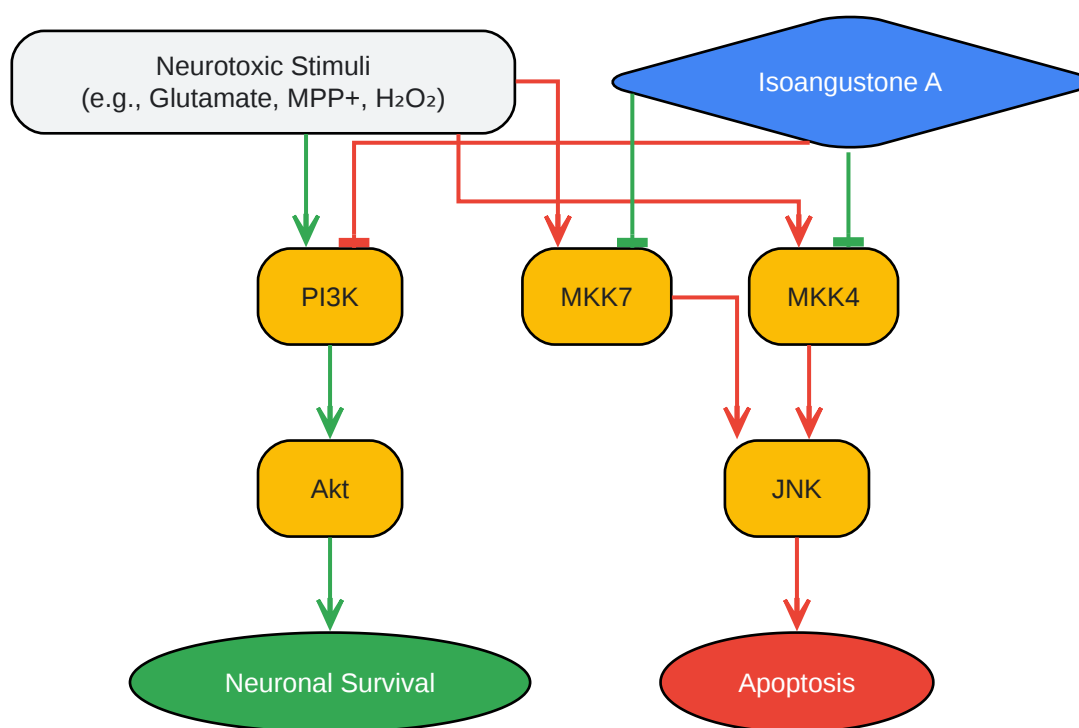 Neurotoxic Stimuli
(e.g., Glutamate, MPP+, H₂O₂)
Isoangustone A
PI3K
MKK7
MKK4
Akt
JNK
Neuronal Survival
Apoptosis